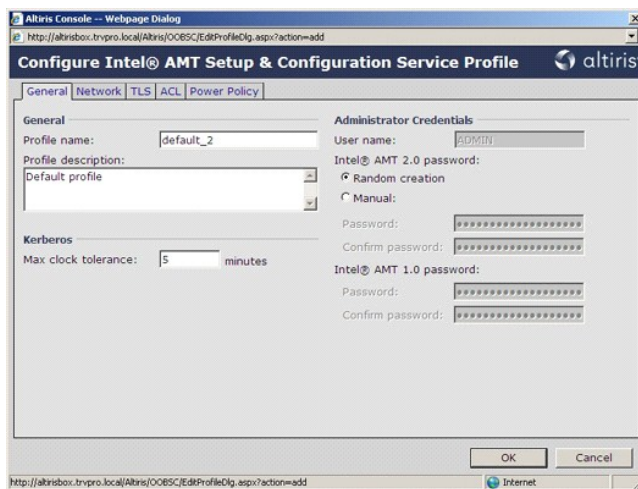 Altiris Console -- Webpage Dialog
http://altirisbox.trvpro.local/Altiris/OOBSC/EditProfileDlg.aspx?action=add
Configure Intel® AMT Setup & Configuration Service Profile
altiris
General Network TLS ACL Power Policy
General
Profile name: default_2
Profile description:
Default profile
Kerberos
Max clock tolerance: 5 minutes
Administrator Credentials
User name: ADMIN
Intel® AMT 2.0 password:
Random creation
Manual:
Password:
Confirm password:
Intel® AMT 1.0 password:
Password:
Confirm password:
OK Cancel
http://altirisbox.trvpro.local/Altiris/OOBSC/EditProfileDlg.aspx?action=add Internet